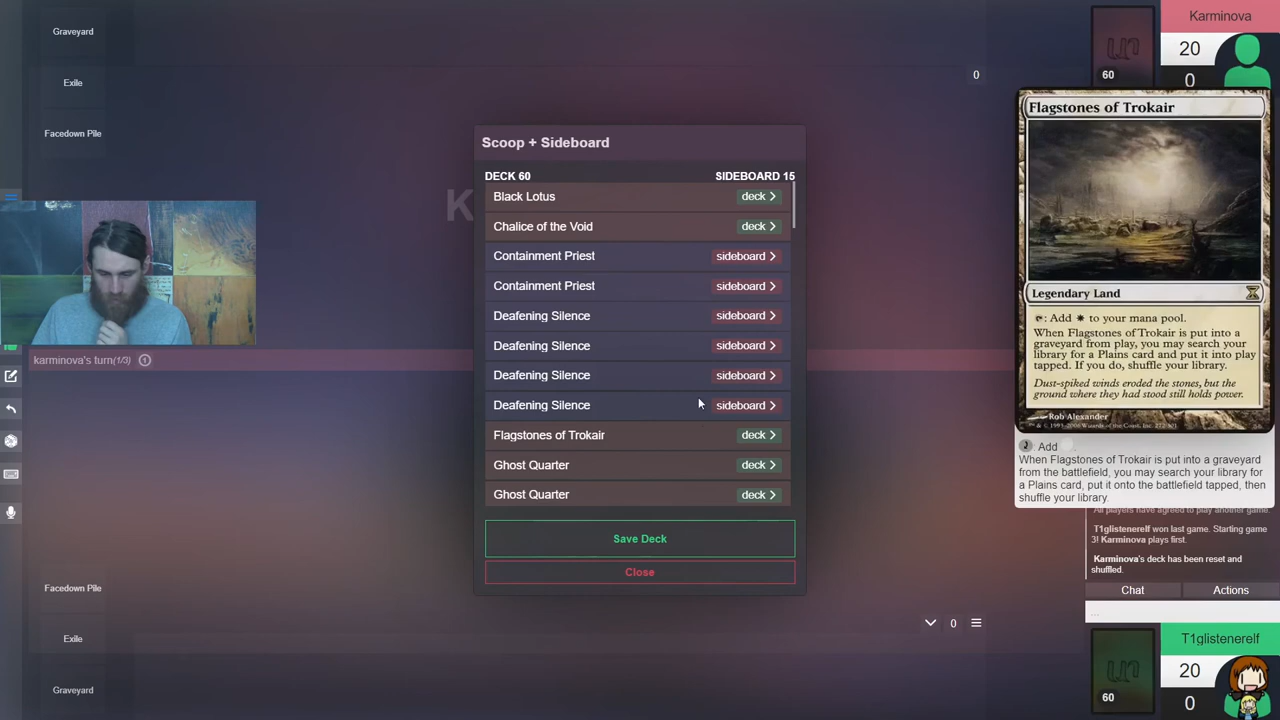 Graveyard
Exile
Facedown Pile
0
60
Karminova
20
0
K
Scoop + Sideboard
DECK 60
SIDEBOARD 15
Black Lotus
deck
Chalice of the Void
deck
Containment Priest
sideboard
Containment Priest
sideboard
Deafening Silence
sideboard
Deafening Silence
sideboard
Deafening Silence
sideboard
Deafening Silence
sideboard
Flagstones of Trokair
deck
Ghost Quarter
deck
Ghost Quarter
deck
Save Deck
Close
karminova's turn(1/3)
Flagstones of Trokair
Legendary Land
: Add to your mana pool.
When Flagstones of Trokair is put into a
graveyard from play, you may search your
library for a Plains card and put it into play
tapped. If you do, shuffle your library.
Dust-spiked winds eroded the stones, but the
ground where they had stood still holds power.
Rob Alexander
: Add
When Flagstones of Trokair is put into a graveyard
from the battlefield, you may search your library for
a Plains card, put it onto the battlefield tapped, then
shuffle your library.
All players have agreed to play another game.
T1glistenerelf won last game. Starting game
3! Karminova plays first.
Karminova's deck has been reset and
shuffled.
Chat
Actions
...
Facedown Pile
Exile
Graveyard
0
T1glistenerelf
20
0
60